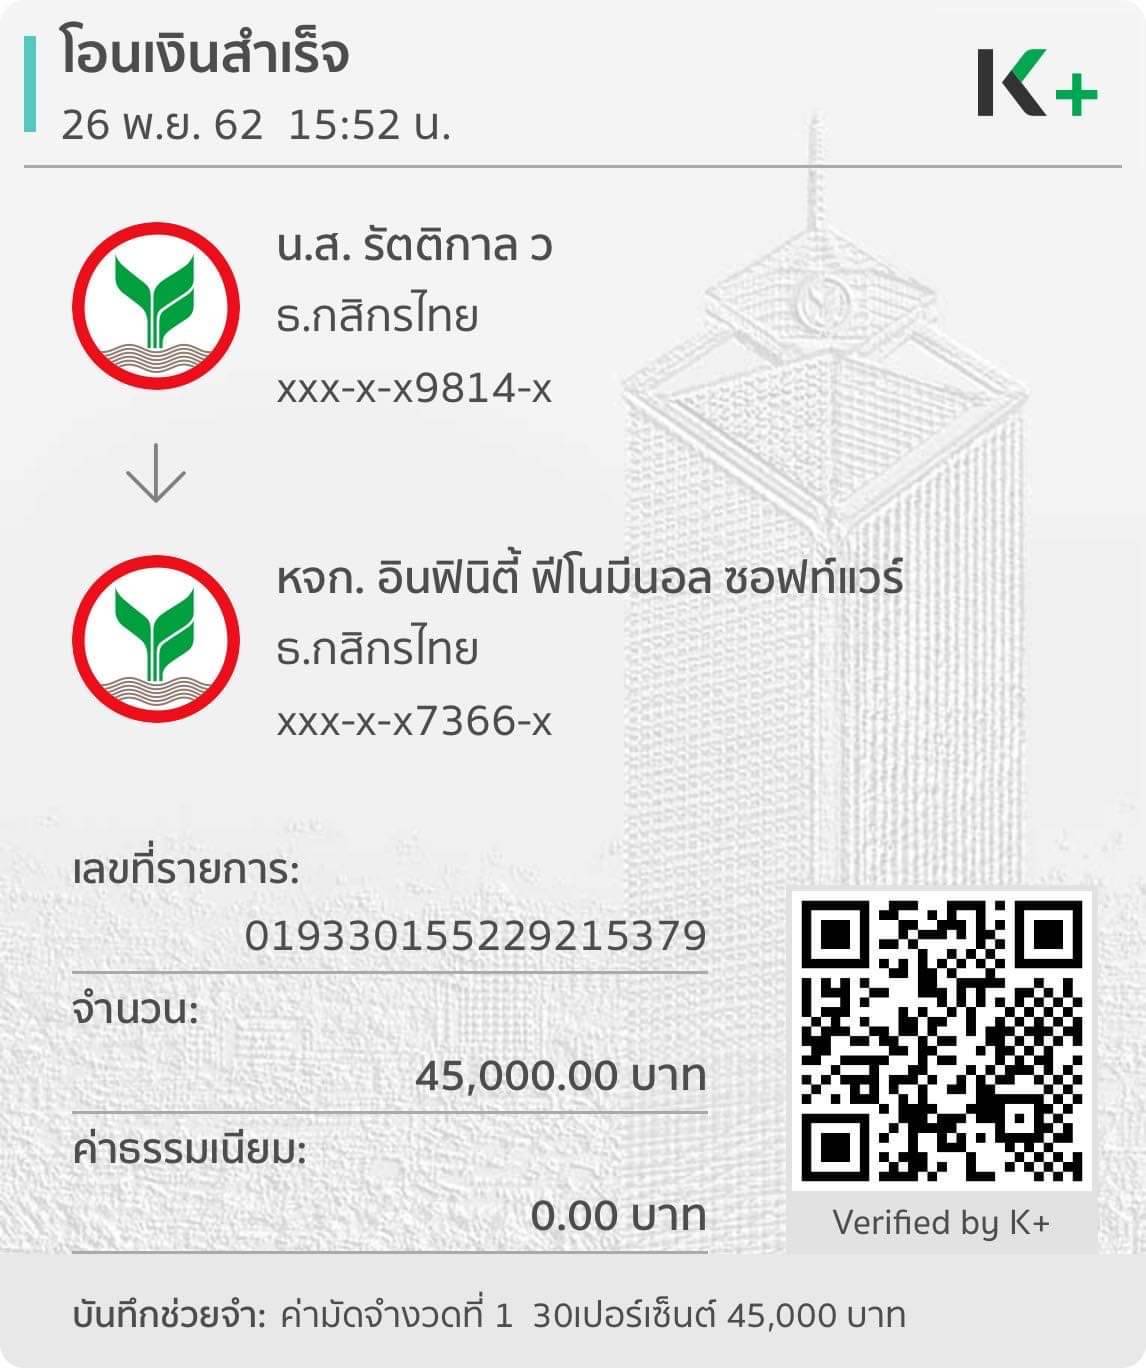 โอนเงินสำเร็จ
26 พ.ย. 62  15:52 น.
K+
น.ส. รัตติกาล ว
ธ.กสิกรไทย
xxx-x-x9814-x
หจก. อินฟินิตี้ ฟีโนมีนอล ซอฟท์แวร์
ธ.กสิกรไทย
xxx-x-x7366-x
เลขที่รายการ:
019330155229215379
จำนวน:
45,000.00 บาท
ค่าธรรมเนียม:
0.00 บาท
Verified by K+
บันทึกช่วยจำ: ค่ามัดจำงวดที่ 1  30เปอร์เซ็นต์ 45,000 บาท